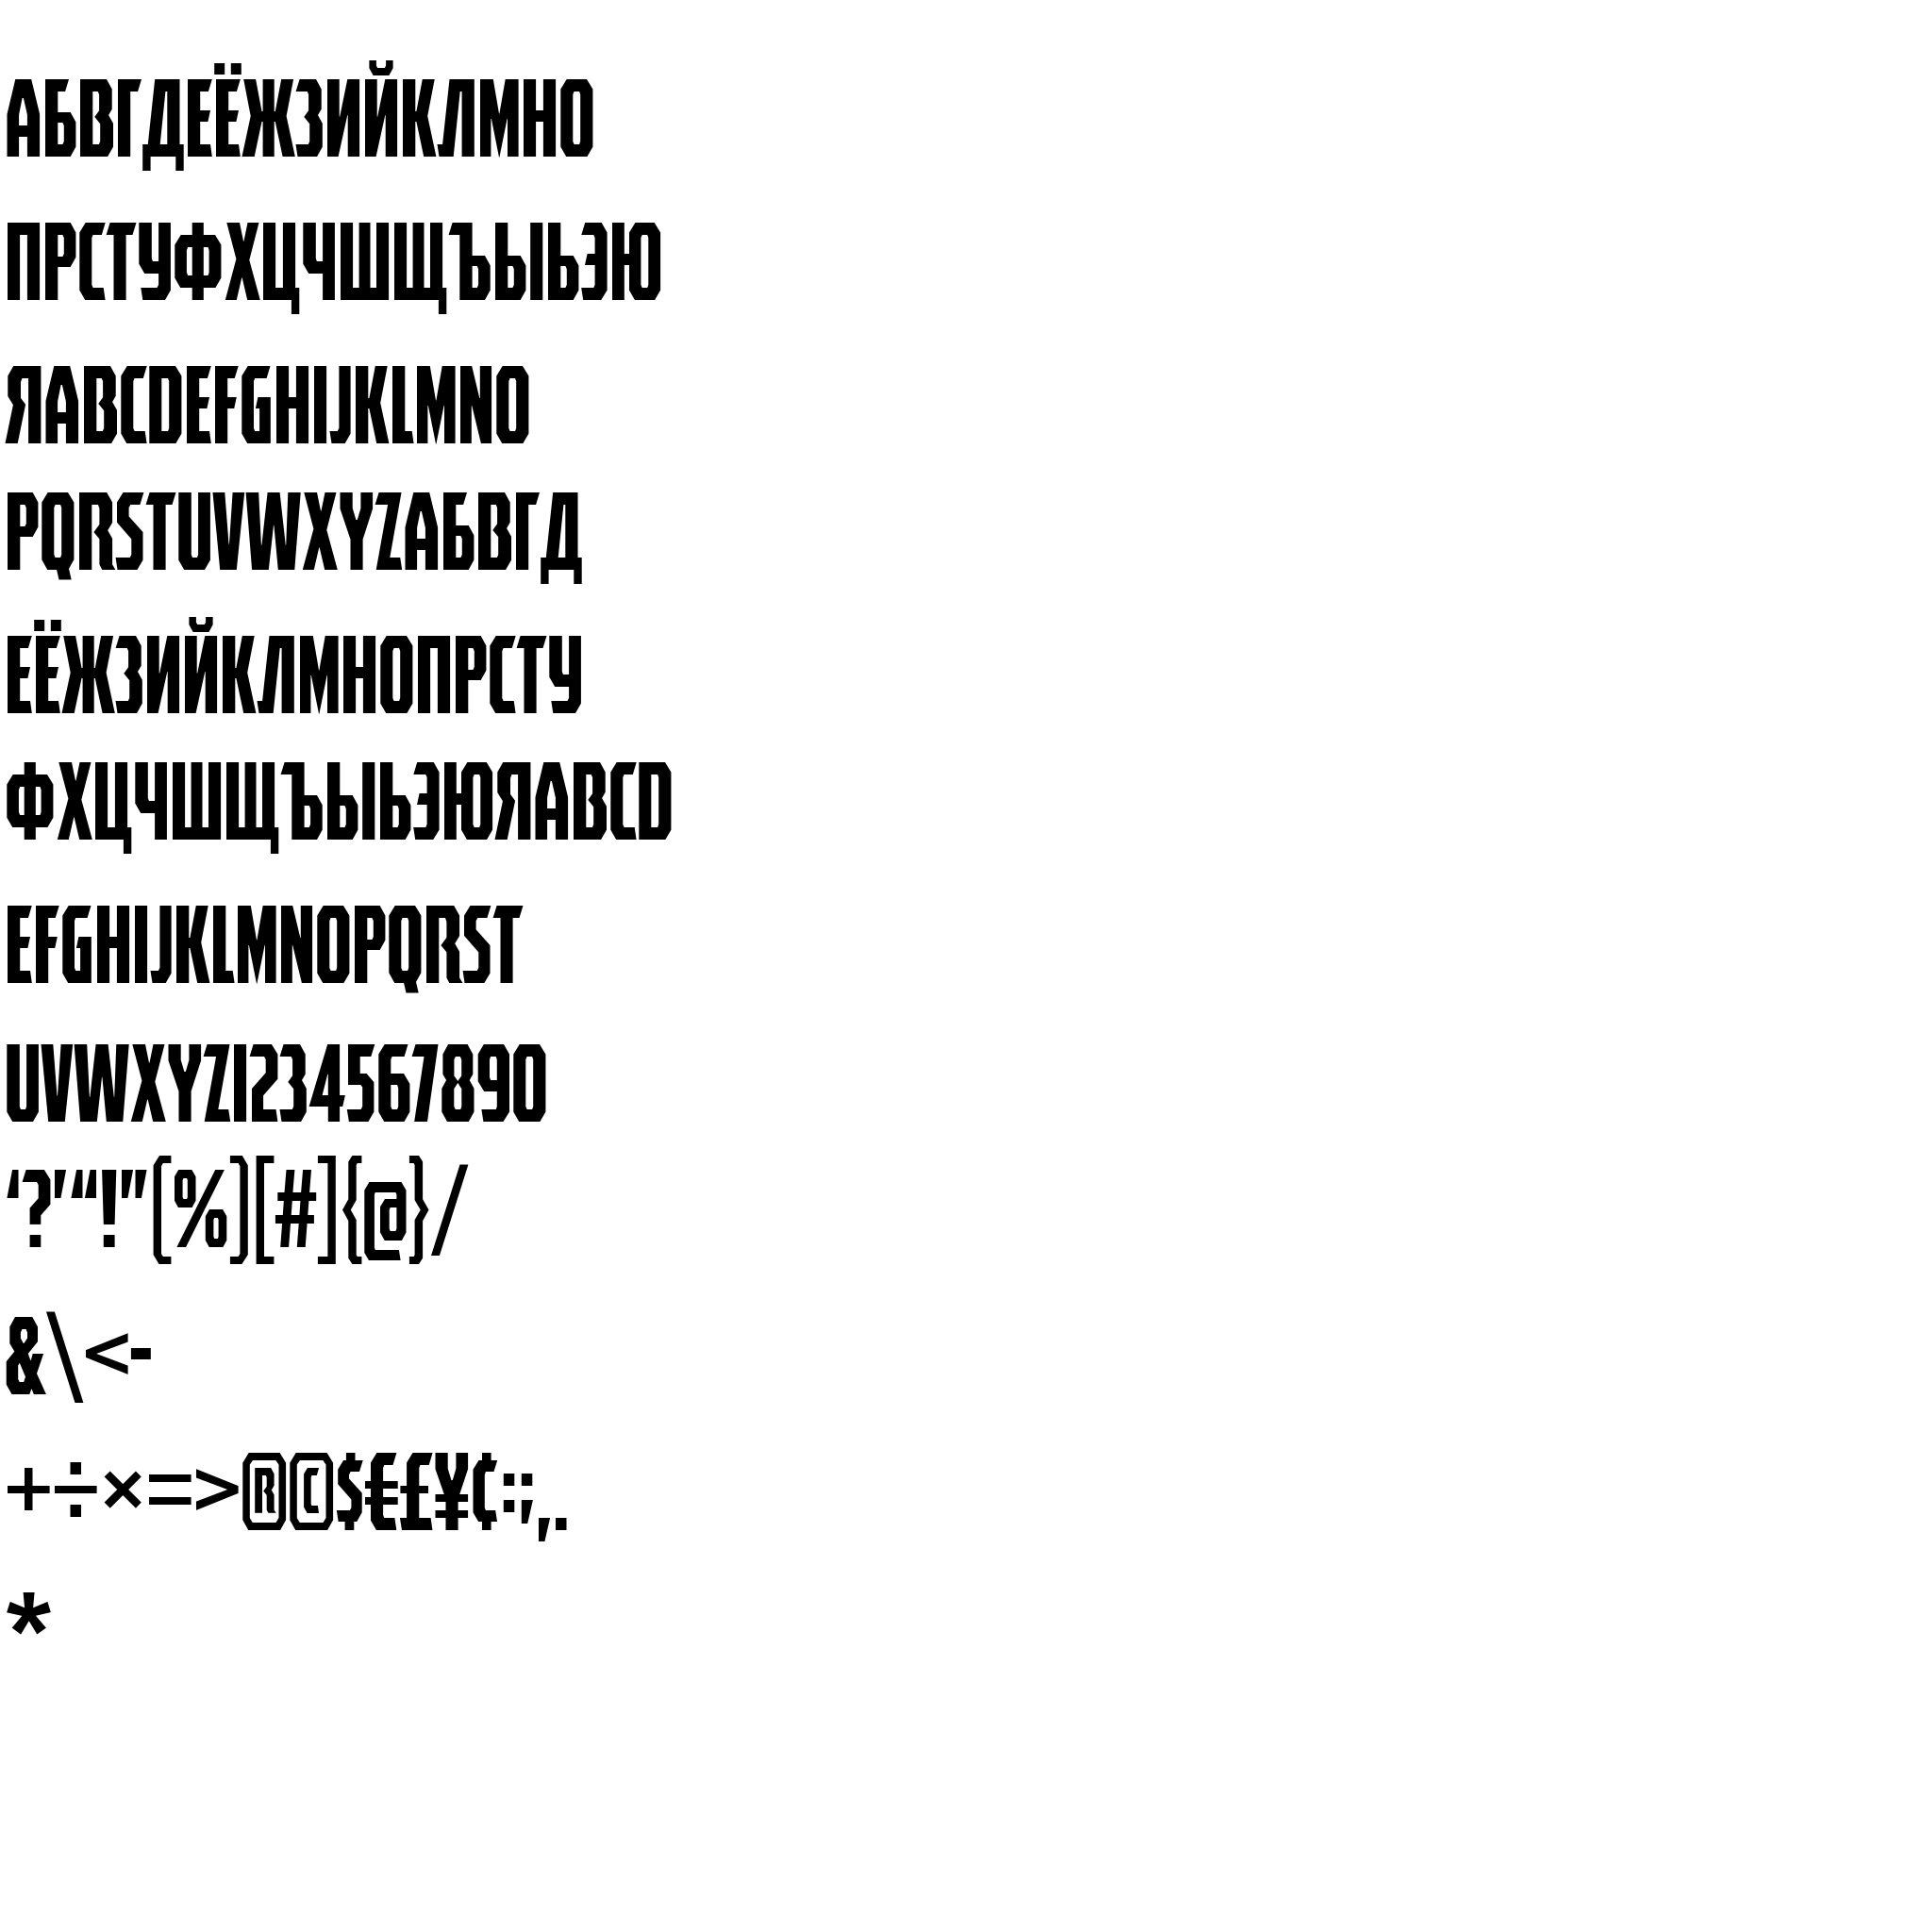 АБВГДЕЁЖЗИЙКЛМНО
ПРСТУФХЦЧШЩЪЫЬЭЮ
ЯABCDEFGHIJKLMNO
PQRSTUVWXYZАБВГД
ЕЁЖЗИЙКЛМНОПРСТУ
ФХЦЧШЩЪЫЬЭЮЯABCD
EFGHIJKLMNOPQRST
UVWXYZ1234567890
‘?’“!”(%)[#]{@}/
&\<-
+÷×=>®©$€£¥¢:;,.
*